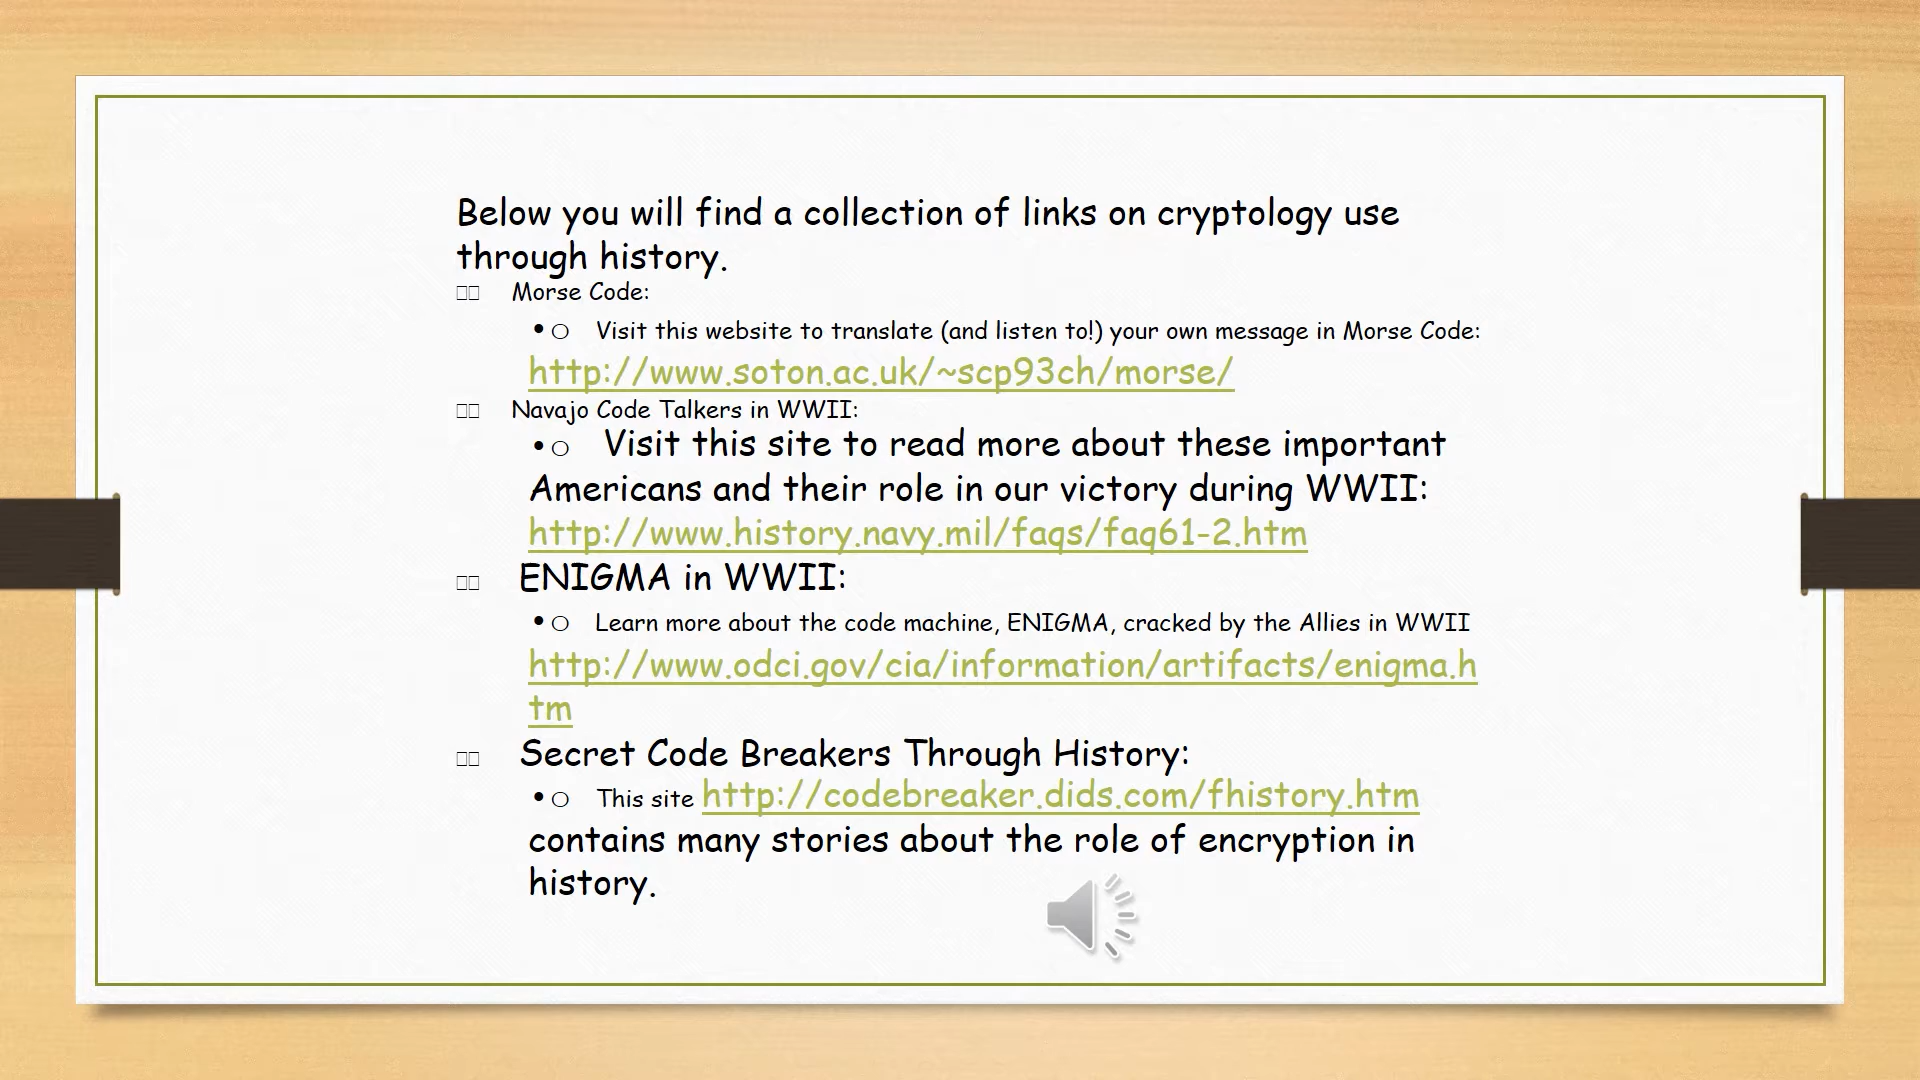 Below you will find a collection of links on cryptology use
through history.
□□ Morse Code:
•○ Visit this website to translate (and listen to!) your own message in Morse Code:
http://www.soton.ac.uk/~scp93ch/morse/
□□ Navajo Code Talkers in WWII:
•○ Visit this site to read more about these important
Americans and their role in our victory during WWII:
http://www.history.navy.mil/faqs/faq61-2.htm
□□ ENIGMA in WWII:
•○ Learn more about the code machine, ENIGMA, cracked by the Allies in WWII
http://www.odci.gov/cia/information/artifacts/enigma.h
tm
□□ Secret Code Breakers Through History:
•○ This site http://codebreaker.dids.com/fhistory.htm
contains many stories about the role of encryption in
history.